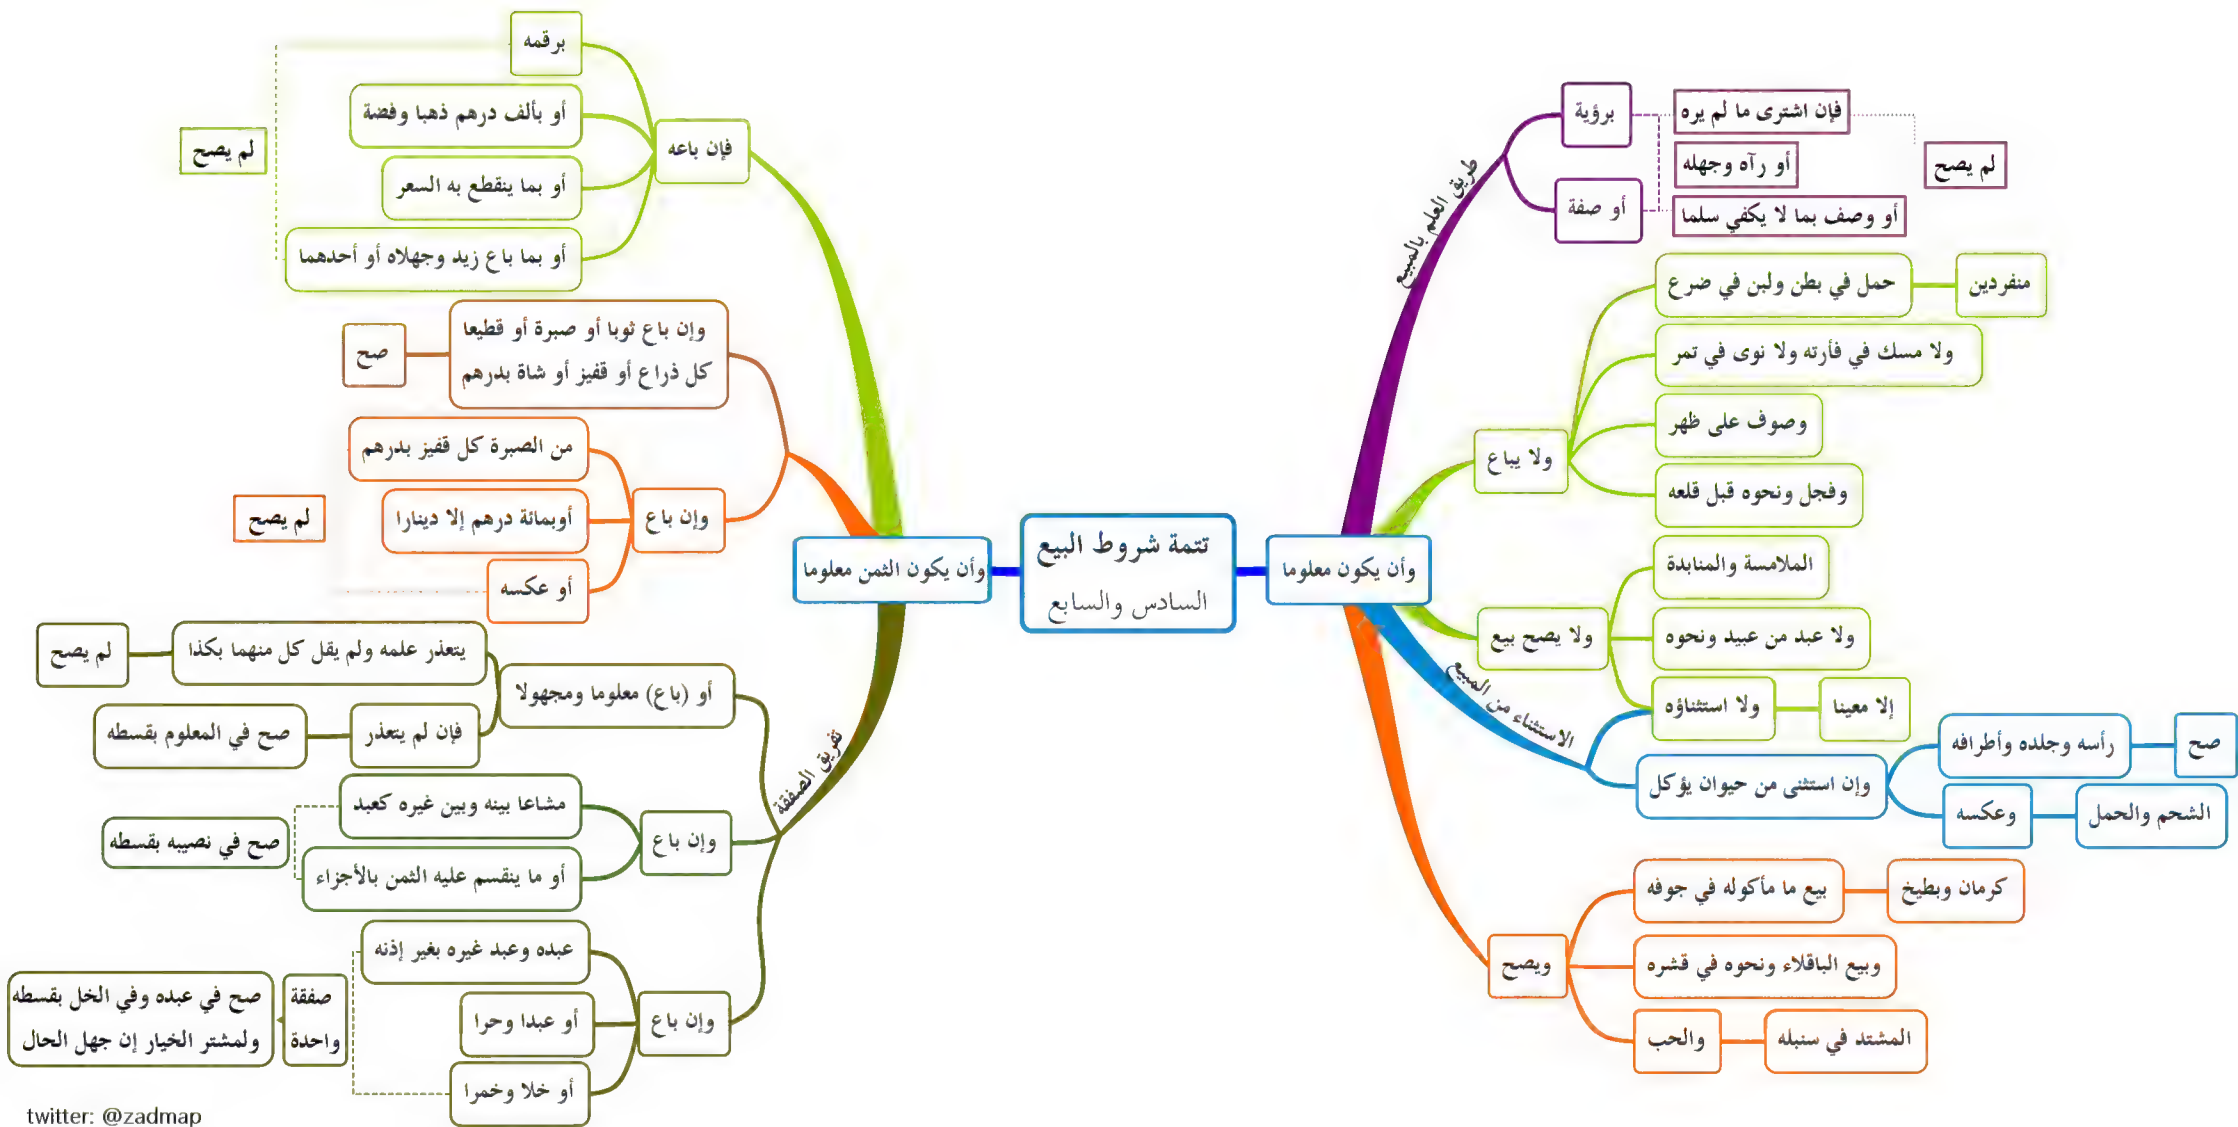 تتمة شروط البيع
السادس والسابع
وأن يكون معلوما
طريق العلم بالمبيع
برؤية
أو صفة
فإن اشترى ما لم يره
أو رآه وجهله
أو وصف بما لا يكفي سلما
لم يصح
ولا يباع
حمل في بطن ولبن في ضرع
منفردين
ولا مسك في فأرته ولا نوى في تمر
وصوف على ظهر
وفجل ونحوه قبل قلعه
ولا يصح بيع
الملامسة والمنابدة
ولا عبد من عبيد ونحوه
ولا استثناؤه
إلا معينا
الاستثناء من المبيع
وإن استثنى من حيوان يؤكل
رأسه وجلده وأطرافه
صح
وعكسه
الشحم والحمل
ويصح
بيع ما مأكوله في جوفه
كرمان وبطيخ
وبيع الباقلاء ونحوه في قشره
والحب
المشتد في سنبله
وأن يكون الثمن معلوما
فإن باعه
برقمه
أو بألف درهم ذهبا وفضة
أو بما ينقطع به السعر
أو بما باع زيد وجهلاه أو أحدهما
لم يصح
وإن باع ثوبا أو صبرة أو قطيعا
كل ذراع أو قفيز أو شاة بدرهم
صح
وإن باع
من الصبرة كل قفيز بدرهم
أوبمائة درهم إلا دينارا
أو عكسه
لم يصح
تفريق الصفقة
أو (باع) معلوما ومجهولا
يتعذر علمه ولم يقل كل منهما بكذا
لم يصح
فإن لم يتعذر
صح في المعلوم بقسطه
وإن باع
مشاعا بينه وبين غيره كعبد
أو ما ينقسم عليه الثمن بالأجزاء
صح في نصيبه بقسطه
وإن باع
عبده وعبد غيره بغير إذنه
أو عبدا وحرا
أو خلا وخمرا
صفقة
واحدة
صح في عبده وفي الخل بقسطه
ولمشتر الخيار إن جهل الحال
twitter: @zadmap